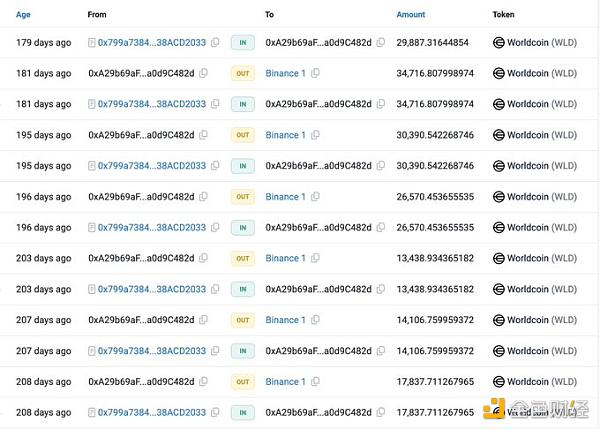 Age From To Amount Token
179 days ago 0x799a7384...38ACD2033 IN 0xA29b69aF...a0d9C482d 29,887.31644854 Worldcoin (WLD)
181 days ago 0xA29b69aF...a0d9C482d OUT Binance 1 34,716.807998974 Worldcoin (WLD)
181 days ago 0x799a7384...38ACD2033 IN 0xA29b69aF...a0d9C482d 34,716.807998974 Worldcoin (WLD)
195 days ago 0xA29b69aF...a0d9C482d OUT Binance 1 30,390.542268746 Worldcoin (WLD)
195 days ago 0x799a7384...38ACD2033 IN 0xA29b69aF...a0d9C482d 30,390.542268746 Worldcoin (WLD)
196 days ago 0xA29b69aF...a0d9C482d OUT Binance 1 26,570.453655535 Worldcoin (WLD)
196 days ago 0x799a7384...38ACD2033 IN 0xA29b69aF...a0d9C482d 26,570.453655535 Worldcoin (WLD)
203 days ago 0xA29b69aF...a0d9C482d OUT Binance 1 13,438.934365182 Worldcoin (WLD)
203 days ago 0x799a7384...38ACD2033 IN 0xA29b69aF...a0d9C482d 13,438.934365182 Worldcoin (WLD)
207 days ago 0xA29b69aF...a0d9C482d OUT Binance 1 14,106.759959372 Worldcoin (WLD)
207 days ago 0x799a7384...38ACD2033 IN 0xA29b69aF...a0d9C482d 14,106.759959372 Worldcoin (WLD)
208 days ago 0xA29b69aF...a0d9C482d OUT Binance 1 17,837.711267965 Worldcoin (WLD)
208 days ago 0x799a7384...38ACD2033 IN 0xA29b69aF...a0d9C482d 17,837.711267965 Worldcoin (WLD)
金色财经